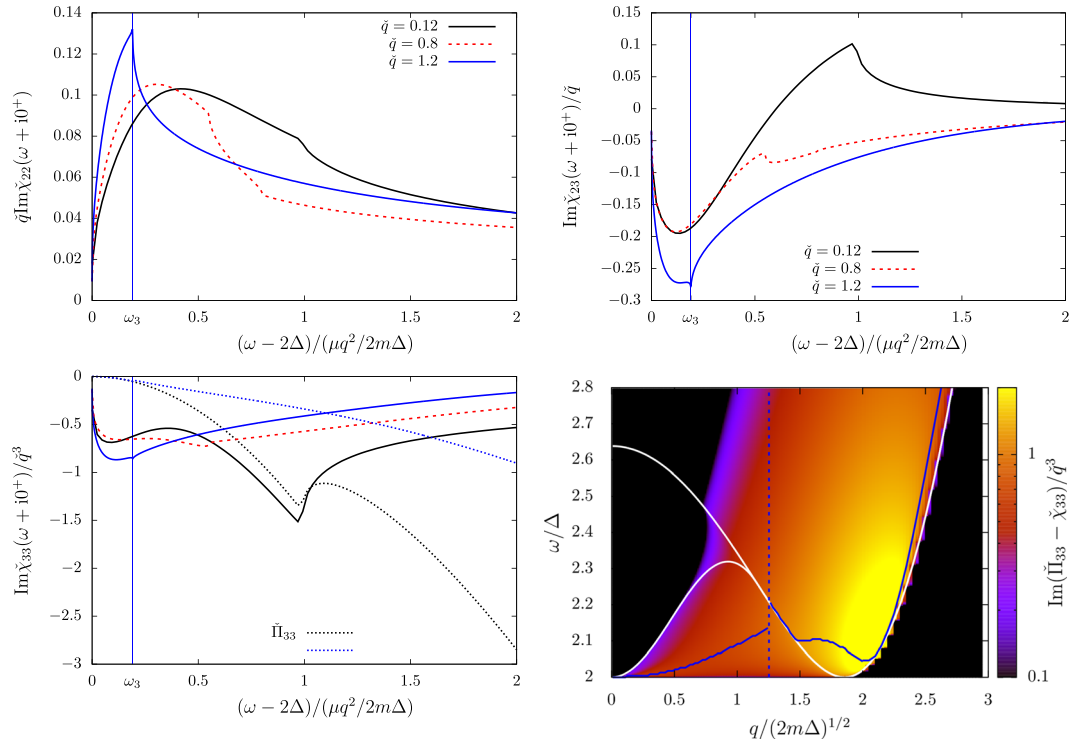 q̌Imχ̌₂₂(ω + i0⁺)
0.14
0.12
0.1
0.08
0.06
0.04
0.02
0
q̌ = 0.12
q̌ = 0.8
q̌ = 1.2
0 ω₃ 0.5 1 1.5 2
(ω − 2Δ)/(μq²/2mΔ)
Imχ̌₂₃(ω + i0⁺)/q̌
0.15
0.1
0.05
0
−0.05
−0.1
−0.15
−0.2
−0.25
−0.3
q̌ = 0.12
q̌ = 0.8
q̌ = 1.2
0 ω₃ 0.5 1 1.5 2
(ω − 2Δ)/(μq²/2mΔ)
Imχ̌₃₃(ω + i0⁺)/q̌³
0
−0.5
−1
−1.5
−2
−2.5
−3
Π̌₃₃
0 ω₃ 0.5 1 1.5 2
(ω − 2Δ)/(μq²/2mΔ)
ω/Δ
2.8
2.6
2.4
2.3
2.2
2.1
2
0 0.5 1 1.5 2 2.5 3
q/(2mΔ)^{1/2}
1
0.1
Im(Π̌₃₃ − χ̌₃₃)/q̌³